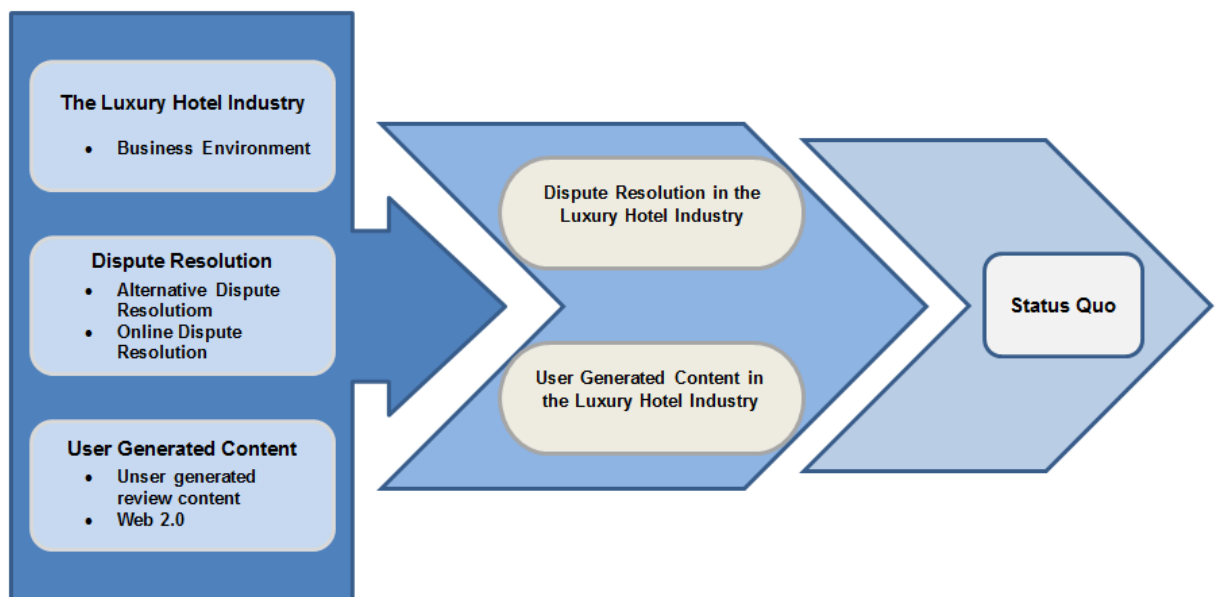 The Luxury Hotel Industry
• Business Environment
Dispute Resolution
• Alternative Dispute
Resolutiom
• Online Dispute
Resolution
User Generated Content
• Unser generated
review content
• Web 2.0
Dispute Resolution in the
Luxury Hotel Industry
User Generated Content in
the Luxury Hotel Industry
Status Quo